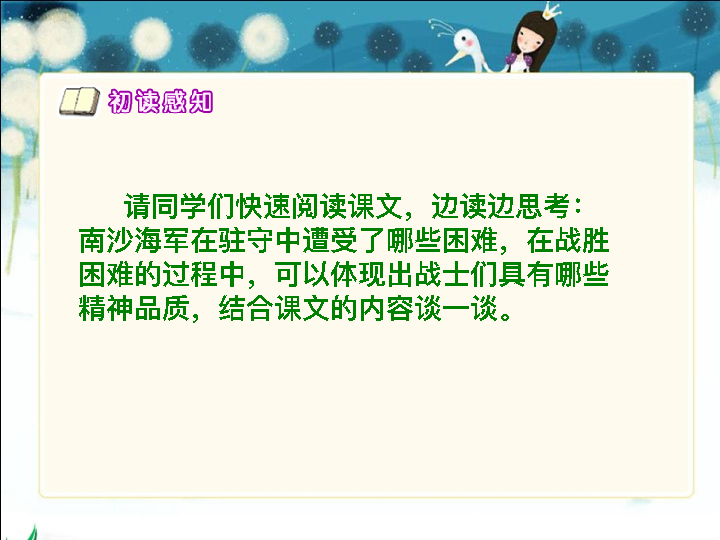 初读感知
请同学们快速阅读课文，边读边思考：
南沙海军在驻守中遭受了哪些困难，在战胜
困难的过程中，可以体现出战士们具有哪些
精神品质，结合课文的内容谈一谈。